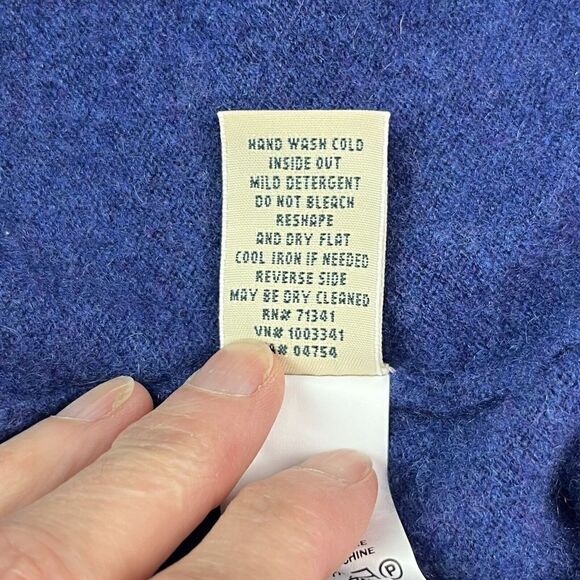 HAND WASH COLD
INSIDE OUT
MILD DETERGENT
DO NOT BLEACH
RESHAPE
AND DRY FLAT
COOL IRON IF NEEDED
REVERSE SIDE
MAY BE DRY CLEANED
RN# 71341
VN# 1003341
# 04754
P